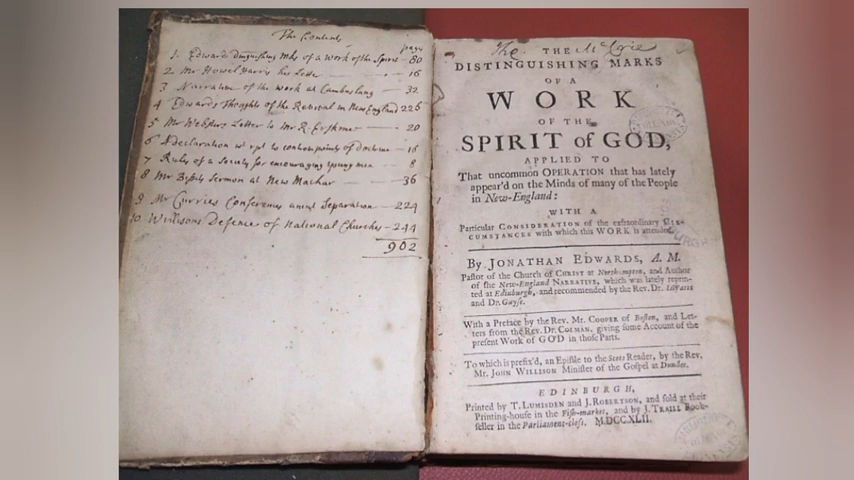 The Contents
page
1. Edwards distinguishing Mks of a work of the Spirit - 80
2 Mr Howel Harris his Letter - 16
3 Narrative of the work at Cambuslang - 32
4 Edwards Thoughts of the Revival in New England 226
5 Mr Websters Letter to Mr R. Erskine - 20
6 A declaration wt rpt to controv points of doctrine - 16
7 Rules of a Society for encouraging young men - 8
8 Mr Bissets Sermon at New Machar - 36
9 Mr Curries Conference anent Separation - 224
10 Willisons Defence of National Churches - 244
902
THE
DISTINGUISHING MARKS
OF A
WORK
OF THE
SPIRIT of GOD,
APPLIED TO
That uncommon OPERATION that has lately
appear'd on the Minds of many of the People
in New-England:
WITH A
Particular CONSIDERATION of the extraordinary CIR-
CUMSTANCES with which this WORK is attended.
By JONATHAN EDWARDS, A. M.
Pastor of the Church of CHRIST at Northampton, and Author
of the New-England NARRATIVE, which was lately reprin-
ted at Edinburgh, and recommended by the Rev. Dr. Watts
and Dr. Guyse.
With a Preface by the Rev. Mr. COOPER of Boston, and Let-
ters from the Rev. Dr. COLMAN, giving some Account of the
present Work of GOD in those Parts.
To which is prefix'd, an Epistle to the Scots Reader, by the Rev.
Mr. JOHN WILLISON Minister of the Gospel at Dundee.
EDINBURGH,
Printed by T. LUMISDEN and J. ROBERTSON, and sold at their
Printing-house in the Fish-market, and by J. TRAILL Book-
seller in the Parliament-close. MDCCXLII.